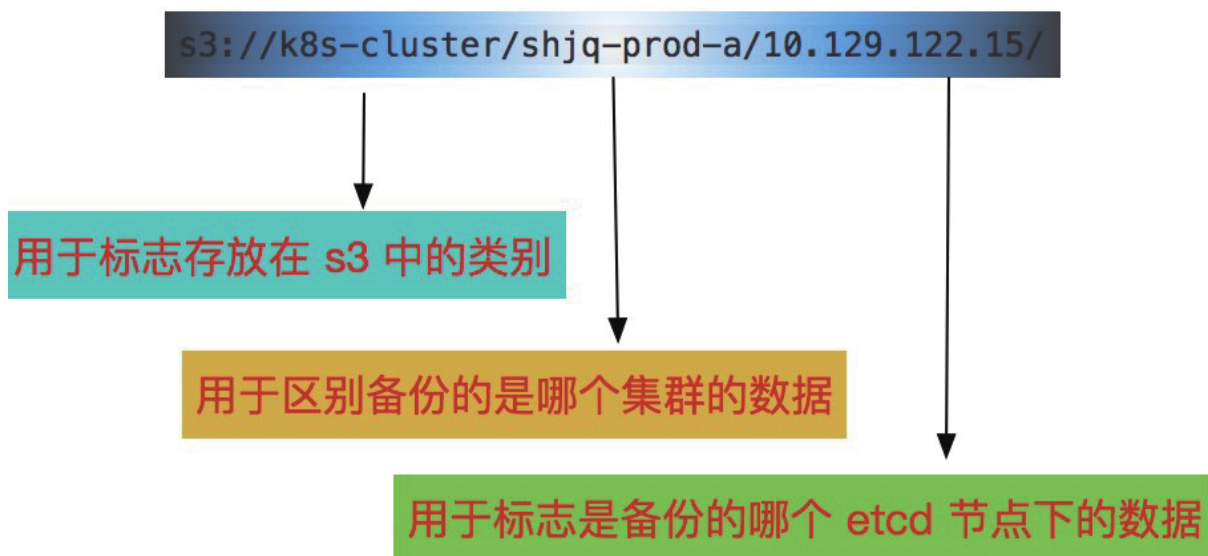 s3://k8s-cluster/shjq-prod-a/10.129.122.15/
用于标志存放在 s3 中的类别
用于区别备份的是哪个集群的数据
用于标志是备份的哪个 etcd 节点下的数据